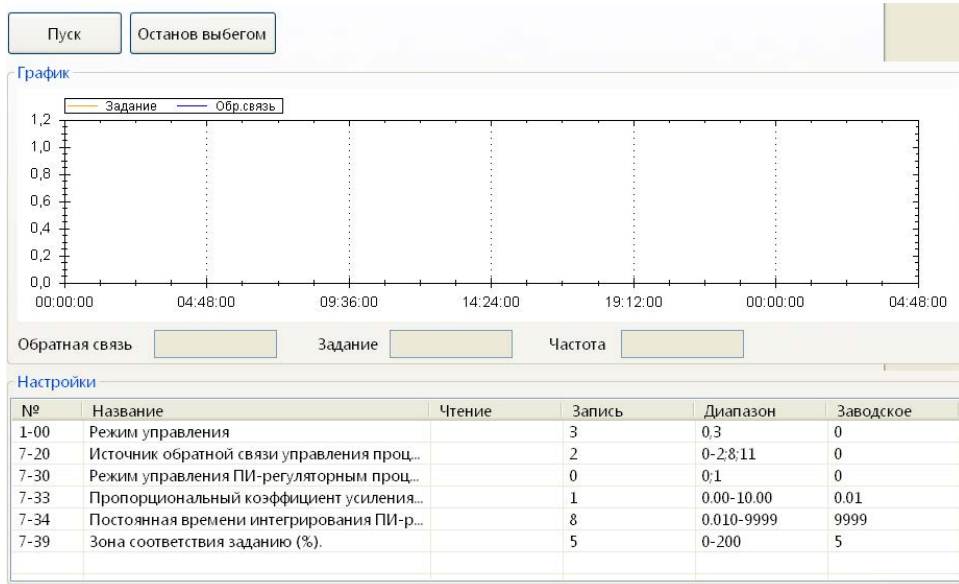 Пуск Останов выбегом
График
Задание Обр.связь
1,2
1,0
0,8
0,6
0,4
0,2
0,0
00:00:00 04:48:00 09:36:00 14:24:00 19:12:00 00:00:00 04:48:00
Обратная связь Задание Частота
Настройки
№ Название Чтение Запись Диапазон Заводское
1-00 Режим управления 3 0,3 0
7-20 Источник обратной связи управления проц... 2 0-2;8;11 0
7-30 Режим управления ПИ-регуляторным проц... 0 0;1 0
7-33 Пропорциональный коэффициент усиления... 1 0.00-10.00 0.01
7-34 Постоянная времени интегрирования ПИ-р... 8 0.010-9999 9999
7-39 Зона соответствия заданию (%). 5 0-200 5